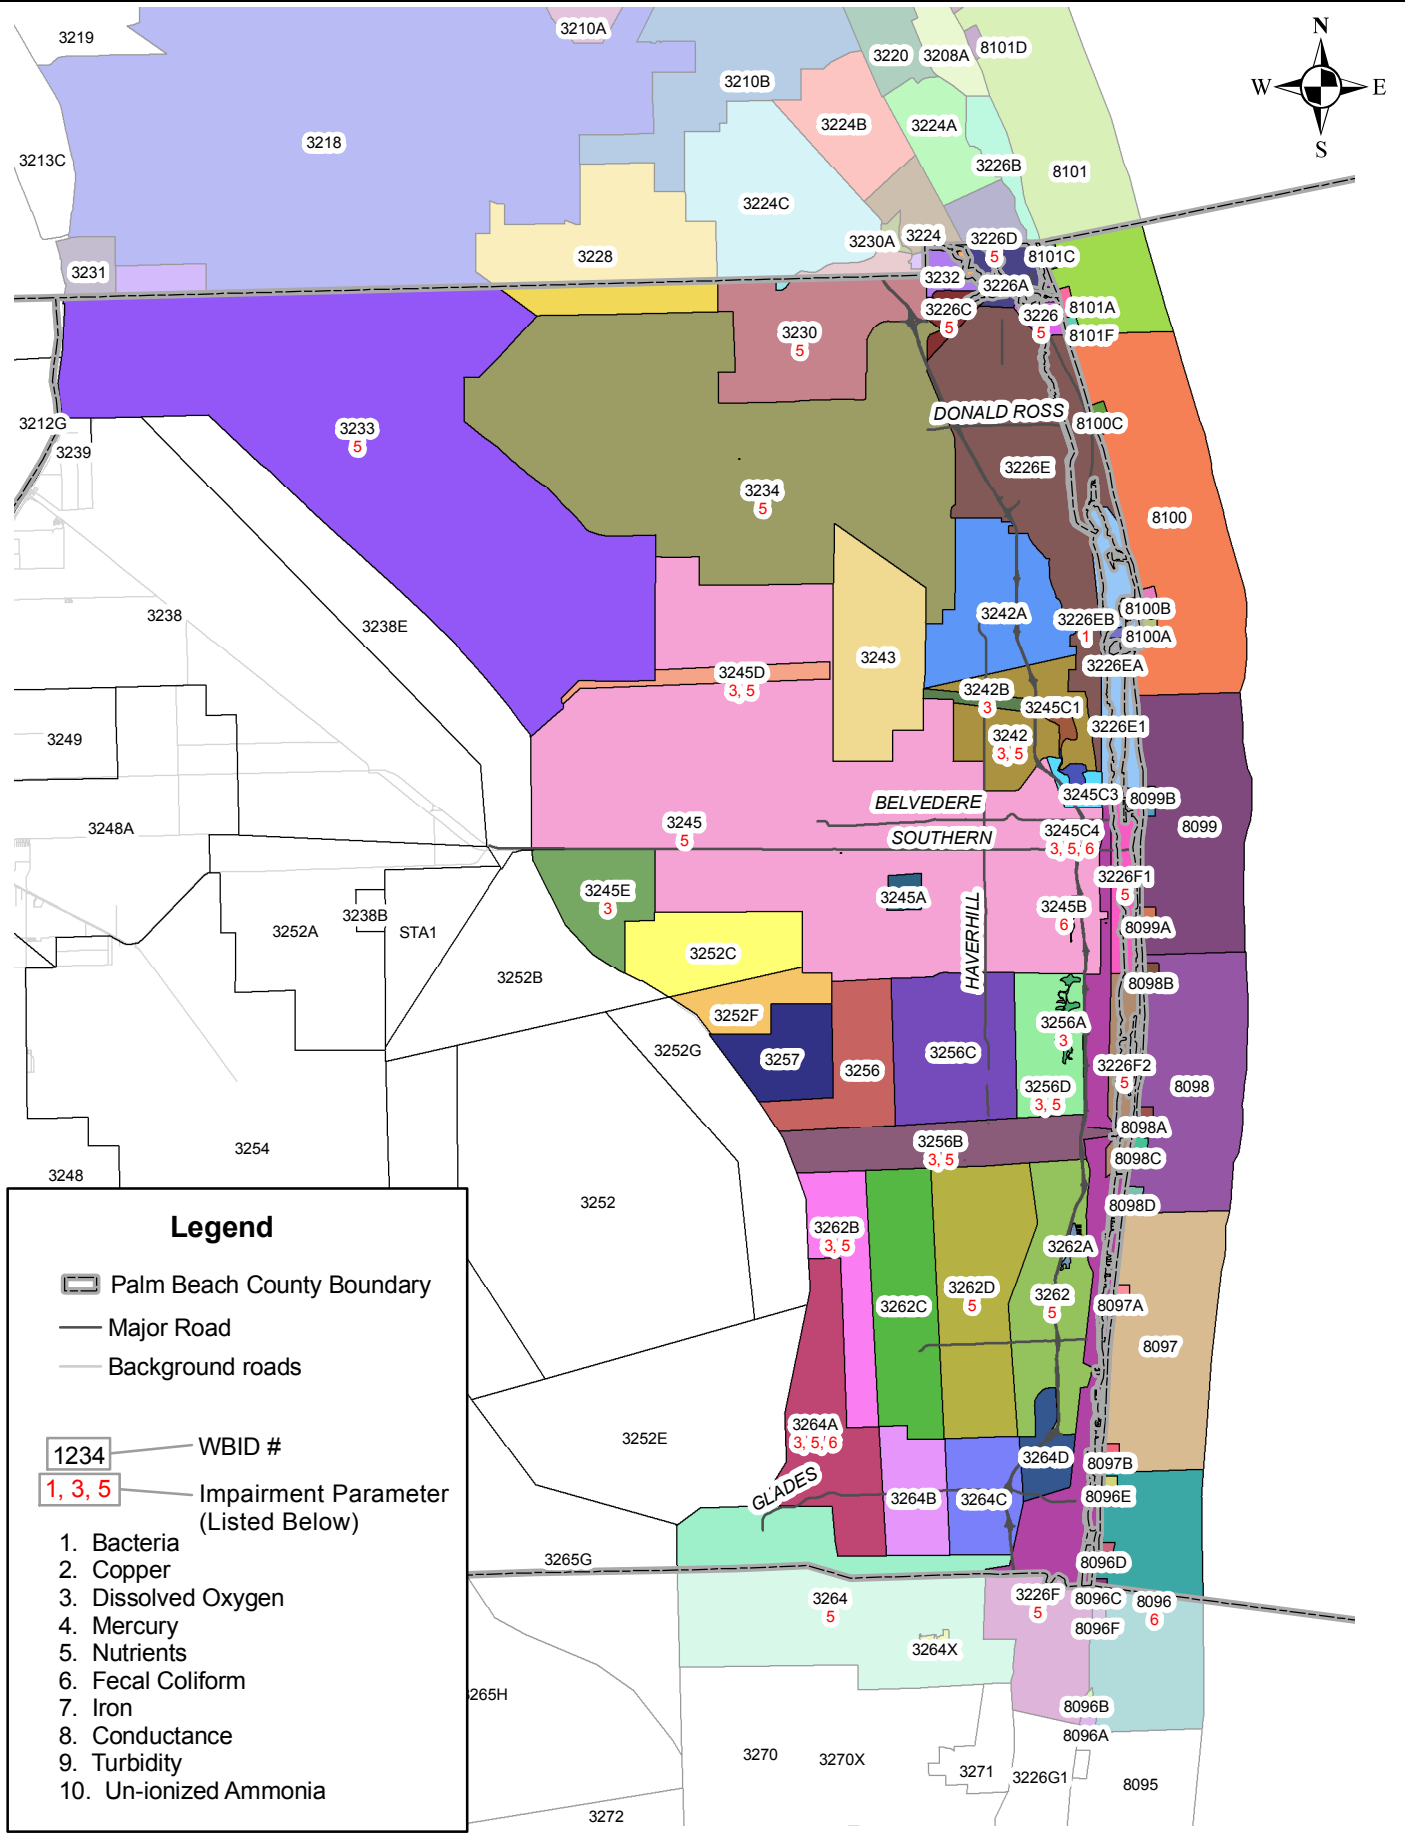 3219
3210A
3220
3208A
8101D
N
W
E
S
3210B
3224B
3224A
3218
3213C
3226B
8101
3224C
3230A
3224
3226D
5
8101C
3228
3231
3232
3226A
3226C
5
3226
5
8101A
8101F
3230
5
DONALD ROSS
8100C
3212G
3239
3233
5
3226E
3234
5
8100
3238
3238E
3242A
8100B
3226EB
1
8100A
3243
3226EA
3245D
3, 5
3242B
3
3245C1
3226E1
3249
3242
3, 5
3245C3
8099B
BELVEDERE
3248A
3245
5
SOUTHERN
3245C4
3, 5, 6
8099
3226F1
5
3245E
3
3245A
3245B
6
3238B
3252A
STA1
8099A
HAVERHILL
3252C
3252B
8098B
3252F
3256A
3
3252G
3257
3256
3256C
3226F2
5
8098
3256D
3, 5
8098A
3254
3256B
3, 5
8098C
3248
3252
8098D
3262B
3, 5
3262A
3262D
5
3262
5
3262C
8097A
8097
3264A
3, 5, 6
3252E
3264D
8097B
GLADES
3264B
3264C
8096E
3265G
8096D
3264
5
3226F
5
8096C
8096
6
8096F
3264X
265H
8096B
8096A
3270
3270X
3271
3226G1
8095
3272
Legend
Palm Beach County Boundary
Major Road
Background roads
1234
WBID #
1, 3, 5
Impairment Parameter
(Listed Below)
1. Bacteria
2. Copper
3. Dissolved Oxygen
4. Mercury
5. Nutrients
6. Fecal Coliform
7. Iron
8. Conductance
9. Turbidity
10. Un-ionized Ammonia